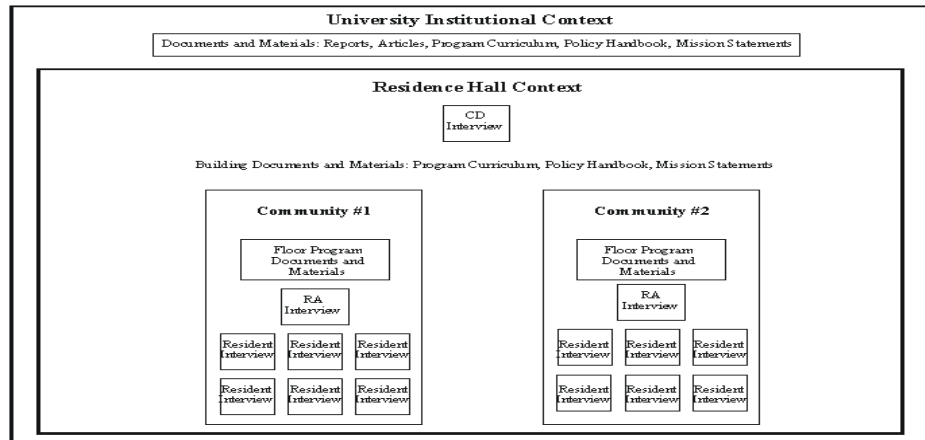 University Institutional Context
Documents and Materials: Reports, Articles, Program Curriculum, Policy Handbook, Mission Statements
Residence Hall Context
CD
Interview
Building Documents and Materials: Program Curriculum, Policy Handbook, Mission Statements
Community #1
Floor Program
Documents and
Materials
RA
Interview
Resident
Interview
Resident
Interview
Resident
Interview
Resident
Interview
Resident
Interview
Resident
Interview
Community #2
Floor Program
Documents and
Materials
RA
Interview
Resident
Interview
Resident
Interview
Resident
Interview
Resident
Interview
Resident
Interview
Resident
Interview